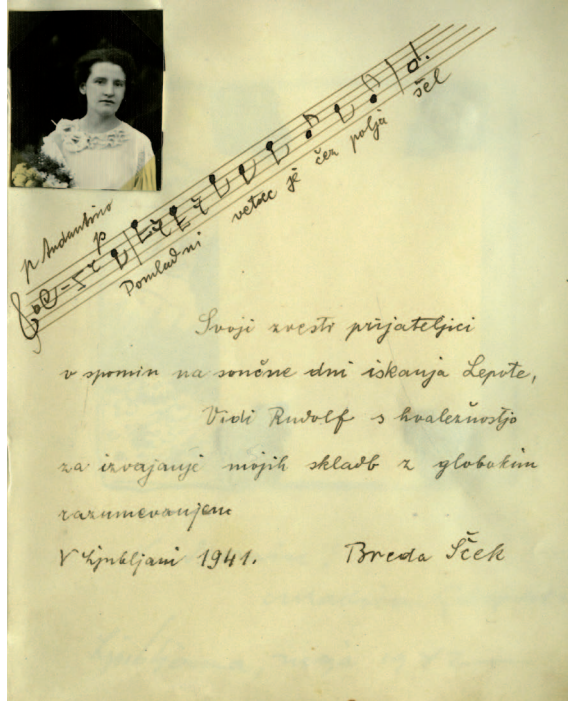 p Andantino
p
Pomladni vetrc je čez polja šel
Svoji zvesti prijateljici
v spomin na sončne dni iskanja Lepote,
Vidi Rudolf s hvaležnostjo
za izvajanje mojih skladb z globokim
razumevanjem
V Ljubljani 1941. Breda Šček